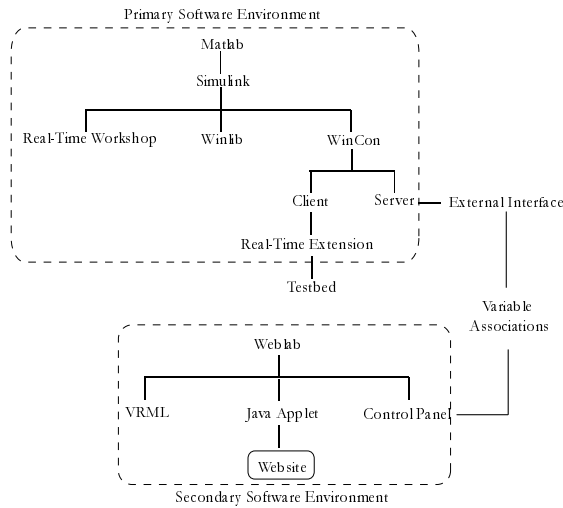 Primary Software Environment
Matlab
Simulink
Real-Time Workshop
Winlib
WinCon
Client
Server
External Interface
Real-Time Extension
Testbed
Variable
Associations
Weblab
VRML
Java Applet
Control Panel
Website
Secondary Software Environment